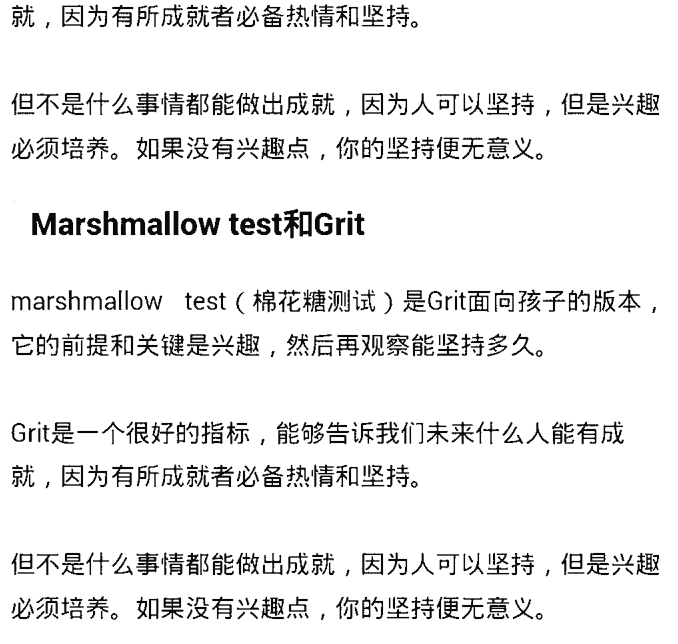 就，因为有所成就者必备热情和坚持。
但不是什么事情都能做出成就，因为人可以坚持，但是兴趣
必须培养。如果没有兴趣点，你的坚持便无意义。
Marshmallow test和Grit
marshmallow test（棉花糖测试）是Grit面向孩子的版本，
它的前提和关键是兴趣，然后再观察能坚持多久。
Grit是一个很好的指标，能够告诉我们未来什么人能有成
就，因为有所成就者必备热情和坚持。
但不是什么事情都能做出成就，因为人可以坚持，但是兴趣
必须培养。如果没有兴趣点，你的坚持便无意义。